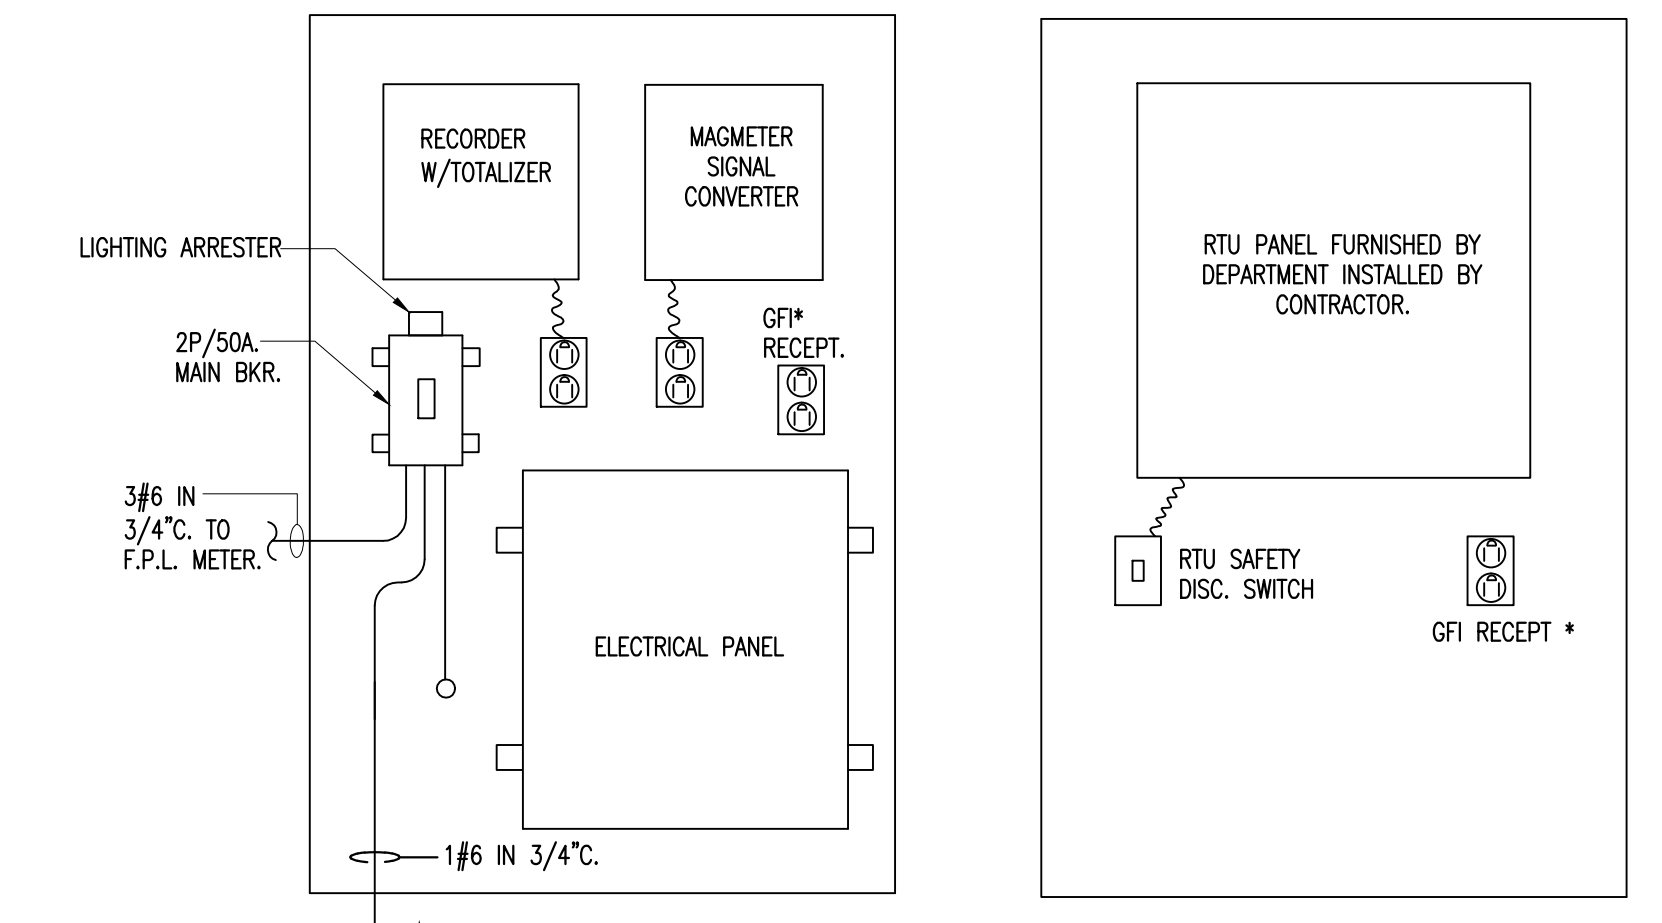 RECORDER
W/TOTALIZER
MAGMETER
SIGNAL
CONVERTER
LIGHTING ARRESTER
2P/50A.
MAIN BKR.
GFI*
RECEPT.
3#6 IN
3/4"C. TO
F.P.L. METER.
ELECTRICAL PANEL
1#6 IN 3/4"C.
RTU PANEL FURNISHED BY
DEPARTMENT INSTALLED BY
CONTRACTOR.
RTU SAFETY
DISC. SWITCH
GFI RECEPT *